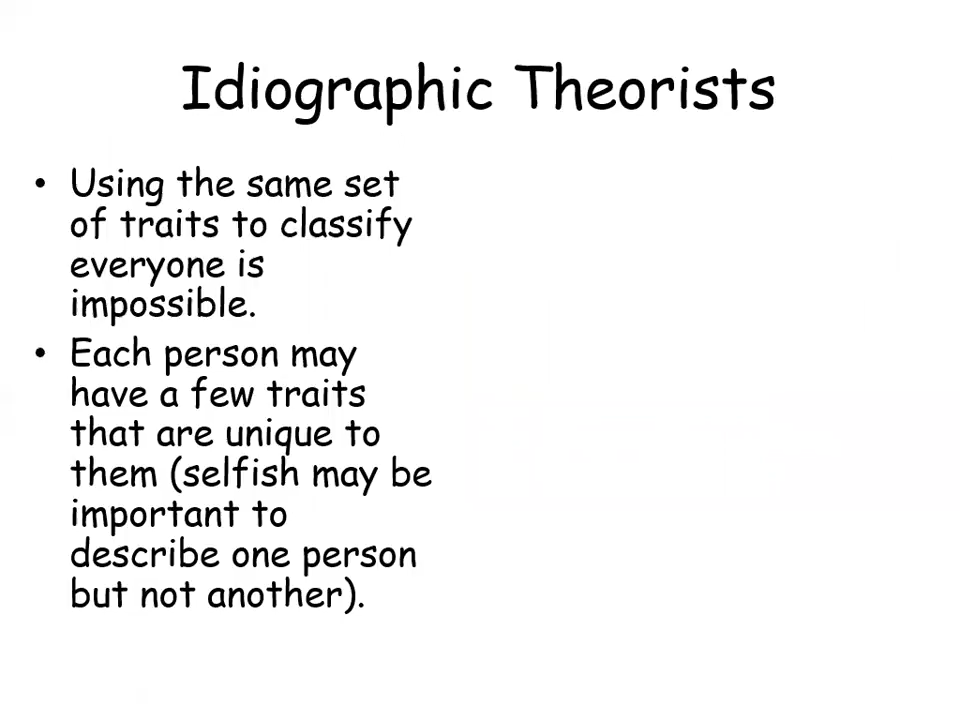 Idiographic Theorists
• Using the same set
of traits to classify
everyone is
impossible.
• Each person may
have a few traits
that are unique to
them (selfish may be
important to
describe one person
but not another).